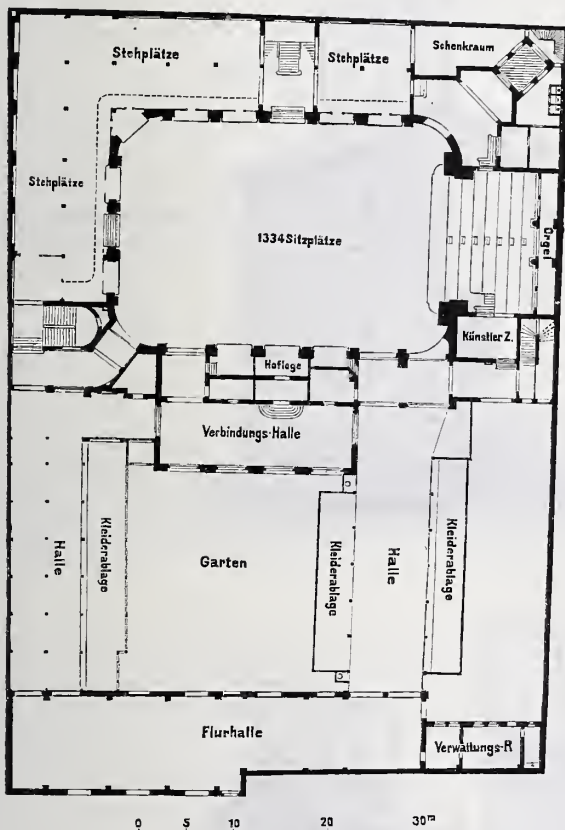 Stehplätze
Stehplätze
Schenkraum
Stehplätze
1334 Sitzplätze
Orgel
Künstler Z.
Hofloge
Verbindungs-Halle
Halle
Kleiderablage
Garten
Kleiderablage
Halle
Kleiderablage
Flurhalle
Verwaltungs-R
0 5 10 20 30m